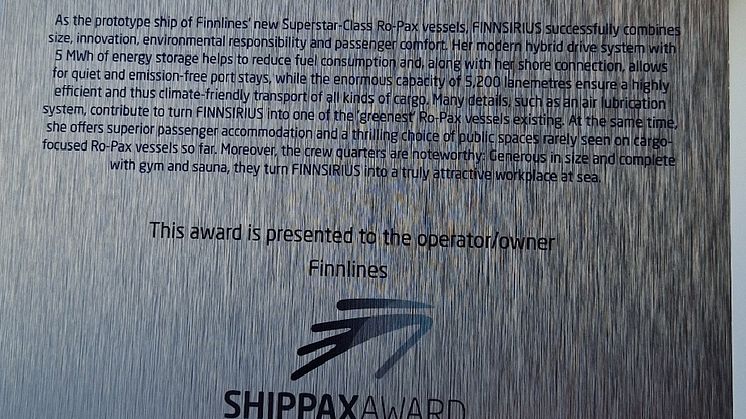 As the prototype ship of Finnlines' new Superstar-Class Ro-Pax vessels, FINNSIRIUS successfully combines
size, innovation, environmental responsibility and passenger comfort. Her modern hybrid drive system with
5 MWh of energy storage helps to reduce fuel consumption and, along with her shore connection, allows
for quiet and emission-free port stays, while the enormous capacity of 5,200 lanemetres ensure a highly
efficient and thus climate-friendly transport of all kinds of cargo. Many details, such as an air lubrication
system, contribute to turn FINNSIRIUS into one of the 'greenest' Ro-Pax vessels existing. At the same time,
she offers superior passenger accommodation and a thrilling choice of public spaces rarely seen on cargo-
focused Ro-Pax vessels so far. Moreover, the crew quarters are noteworthy: Generous in size and complete
with gym and sauna, they turn FINNSIRIUS into a truly attractive workplace at sea.
This award is presented to the operator/owner
Finnlines
SHIPPAXAWARD